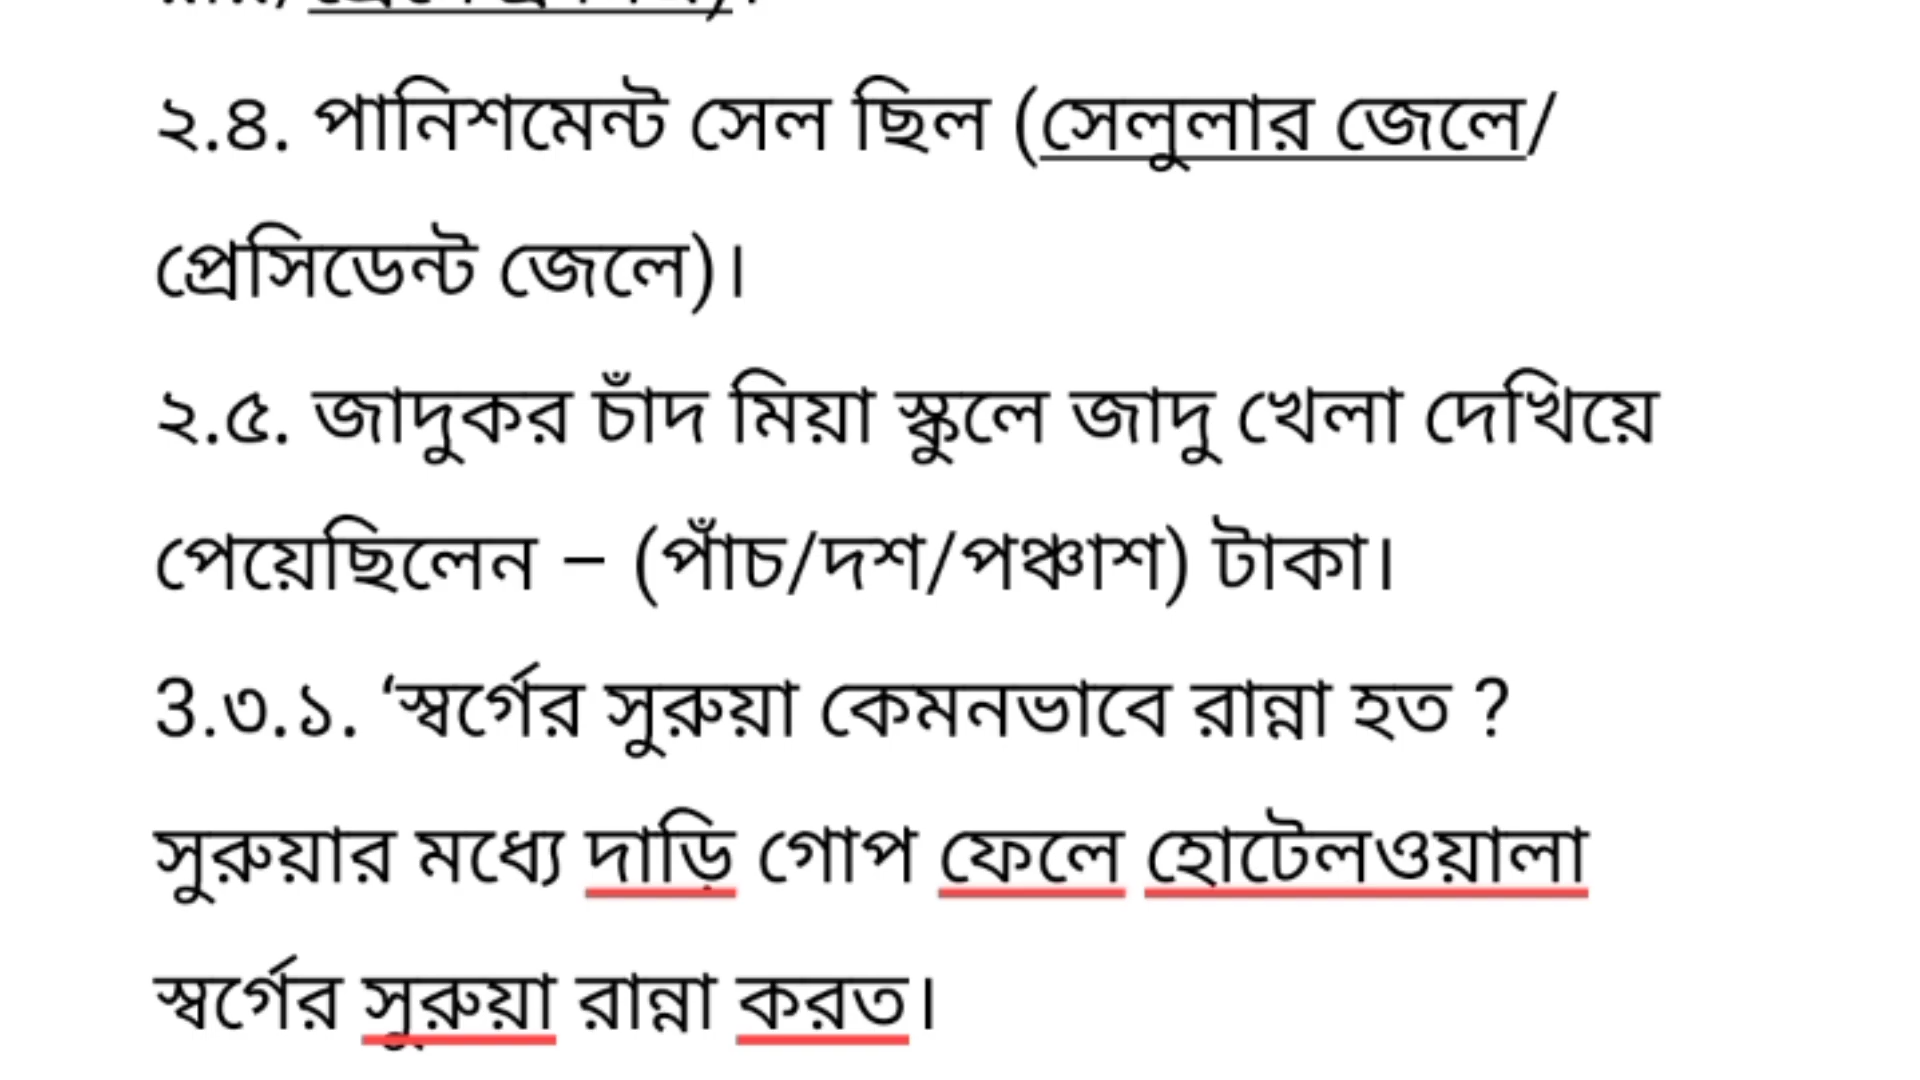 ২.৪. পানিশমেন্ট সেল ছিল (সেলুলার জেলে/
প্রেসিডেন্ট জেলে)।
২.৫. জাদুকর চাঁদ মিয়া স্কুলে জাদু খেলা দেখিয়ে
পেয়েছিলেন – (পাঁচ/দশ/পঞ্চাশ) টাকা।
3.৩.১. ‘স্বর্গের সুরুয়া কেমনভাবে রান্না হত ?
সুরুয়ার মধ্যে দাড়ি গোপ ফেলে হোটেলওয়ালা
স্বর্গের সুরুয়া রান্না করত।